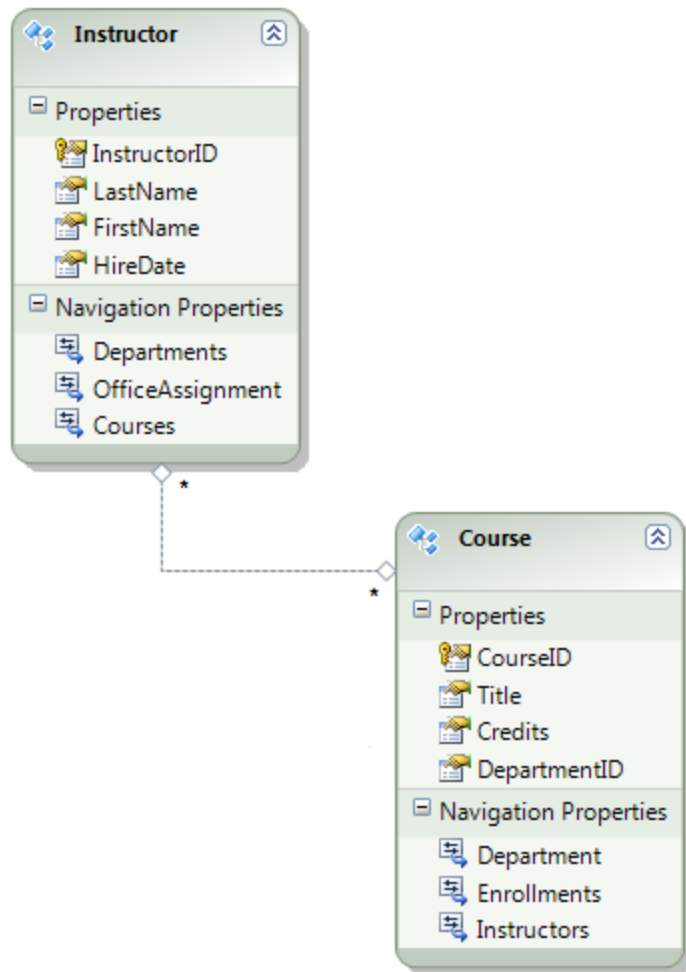 Instructor
Properties
InstructorID
LastName
FirstName
HireDate
Navigation Properties
Departments
OfficeAssignment
Courses
*
*
Course
Properties
CourseID
Title
Credits
DepartmentID
Navigation Properties
Department
Enrollments
Instructors